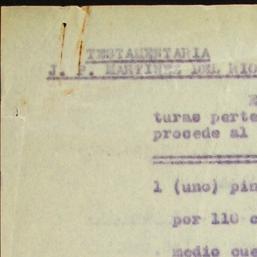 TESTAMENTARIA
J. P. MARTINEZ DEL RIO
E
turas perte
procede al
1 (uno) pin
por 110 c
medio cue